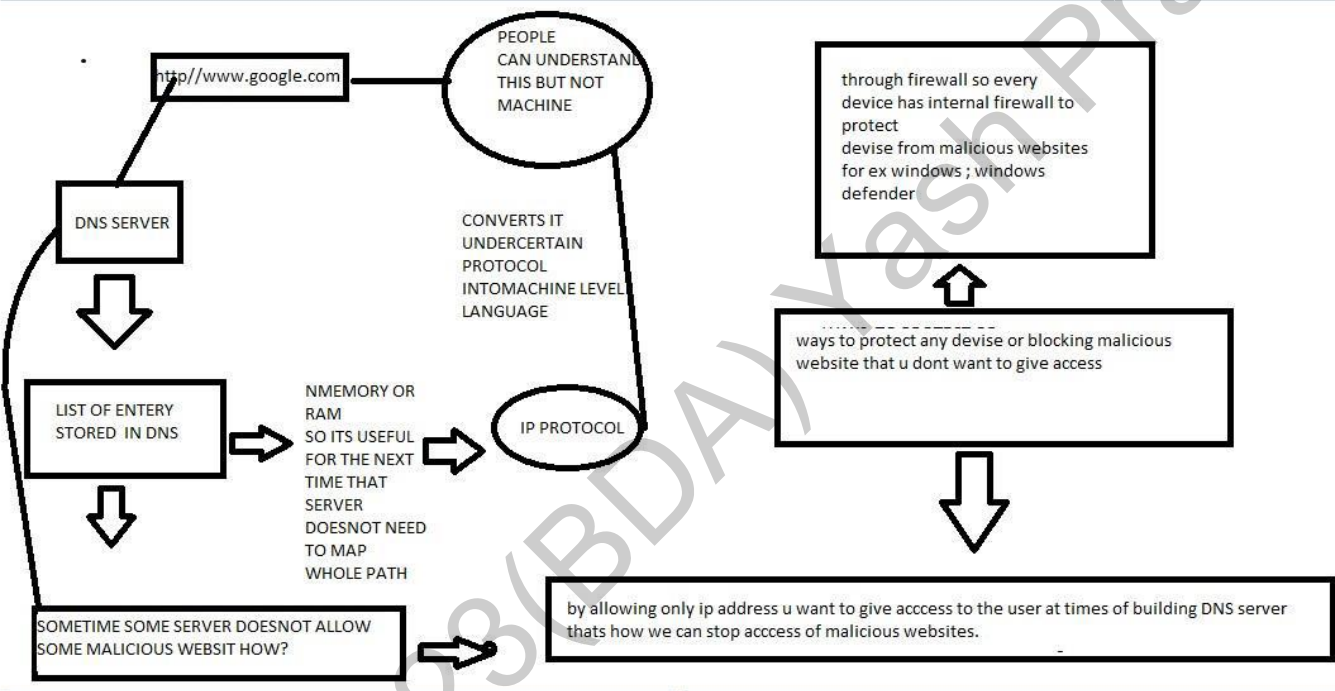 http//www.google.com
PEOPLE
CAN UNDERSTAND
THIS BUT NOT
MACHINE
DNS SERVER
CONVERTS IT
UNDERCERTAIN
PROTOCOL
INTOMACHINE LEVEL
LANGUAGE
LIST OF ENTERY
STORED IN DNS
NMEMORY OR
RAM
SO ITS USEFUL
FOR THE NEXT
TIME THAT
SERVER
DOESNOT NEED
TO MAP
WHOLE PATH
IP PROTOCOL
SOMETIME SOME SERVER DOESNOT ALLOW
SOME MALICIOUS WEBSIT HOW?
through firewall so every
device has internal firewall to
protect
devise from malicious websites
for ex windows ; windows
defender
ways to protect any devise or blocking malicious
website that u dont want to give access
by allowing only ip address u want to give acccess to the user at times of building DNS server
thats how we can stop acccess of malicious websites.
(BDA) Yash